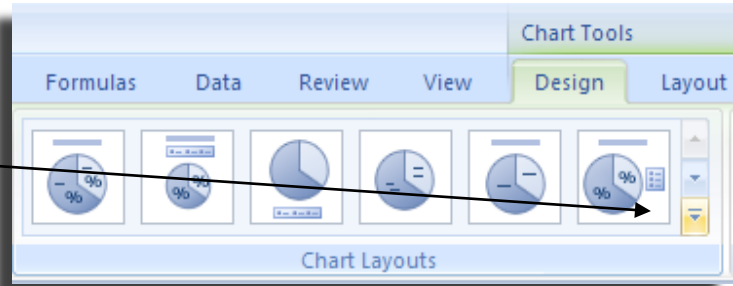 Chart Tools
Formulas Data Review View Design Layout
% % % % % %
Chart Layouts